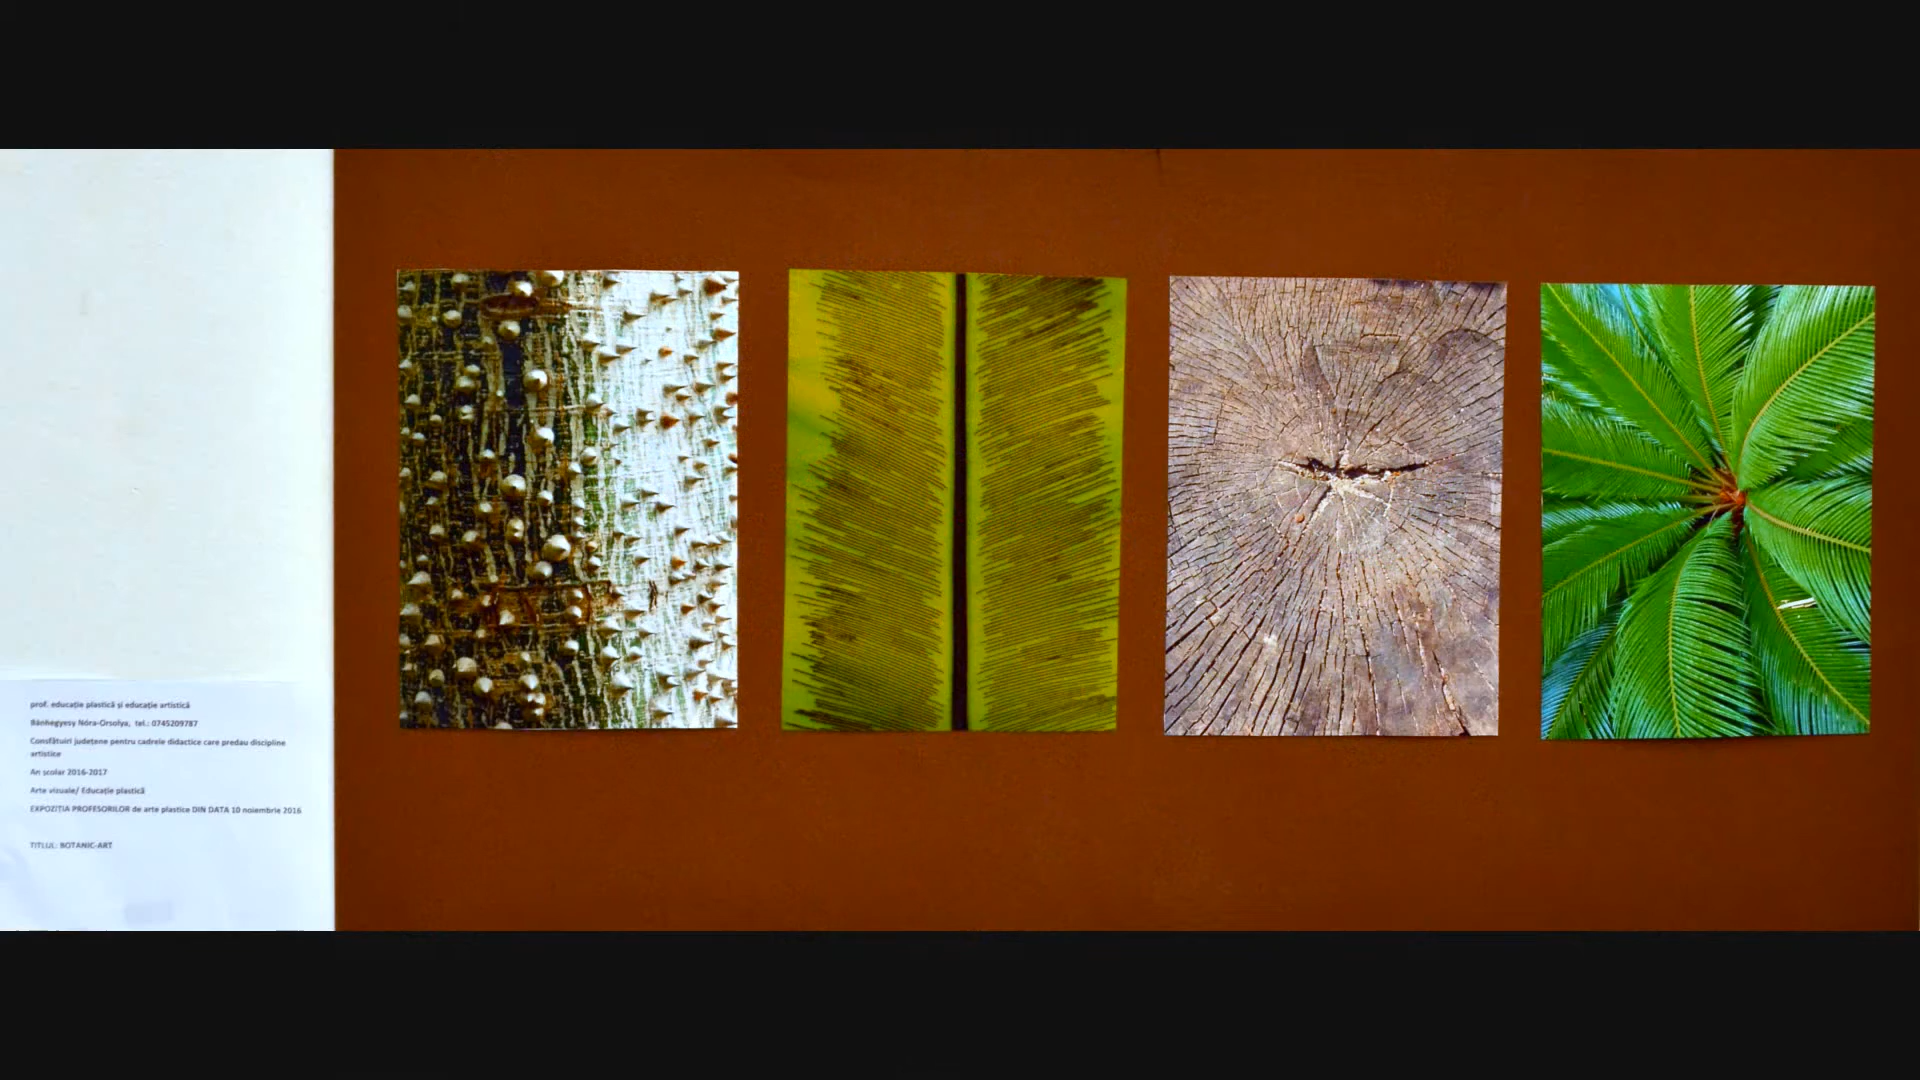 prof. educație plastică și educație artistică
Bánhegyesy Nóra-Orsolya, tel.: 0745209787
Consfătuiri județene pentru cadrele didactice care predau discipline
artistice
An școlar 2016-2017
Arte vizuale/ Educație plastică
EXPOZIȚIA PROFESORILOR de arte plastice DIN DATA 10 noiembrie 2016
TITLUL: BOTANIC-ART